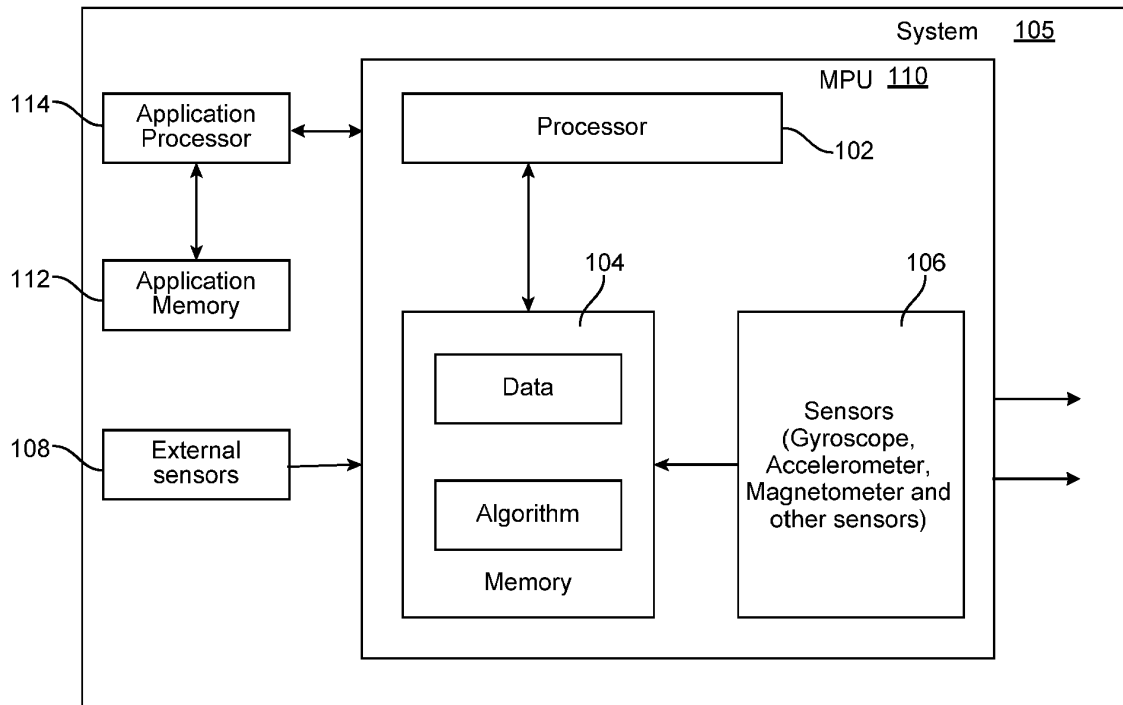 System 105
MPU 110
114
Application
Processor
Processor
102
112
Application
Memory
104
106
Data
Sensors
(Gyroscope,
Accelerometer,
Magnetometer and
other sensors)
108
External
sensors
Algorithm
Memory